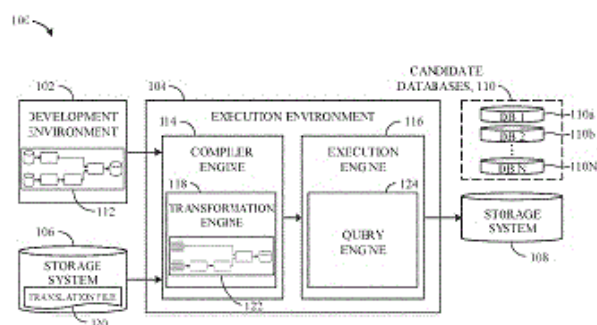 100
102
DEVELOPMENT
ENVIRONMENT
112
104
EXECUTION ENVIRONMENT
114
COMPILER
ENGINE
118
TRANSFORMATION
ENGINE
122
116
EXECUTION
ENGINE
124
QUERY
ENGINE
CANDIDATE
DATABASES, 110
DB 1
110a
DB 2
110b
DB N
110N
STORAGE
SYSTEM
108
106
STORAGE
SYSTEM
TRANSLATION FILE
120